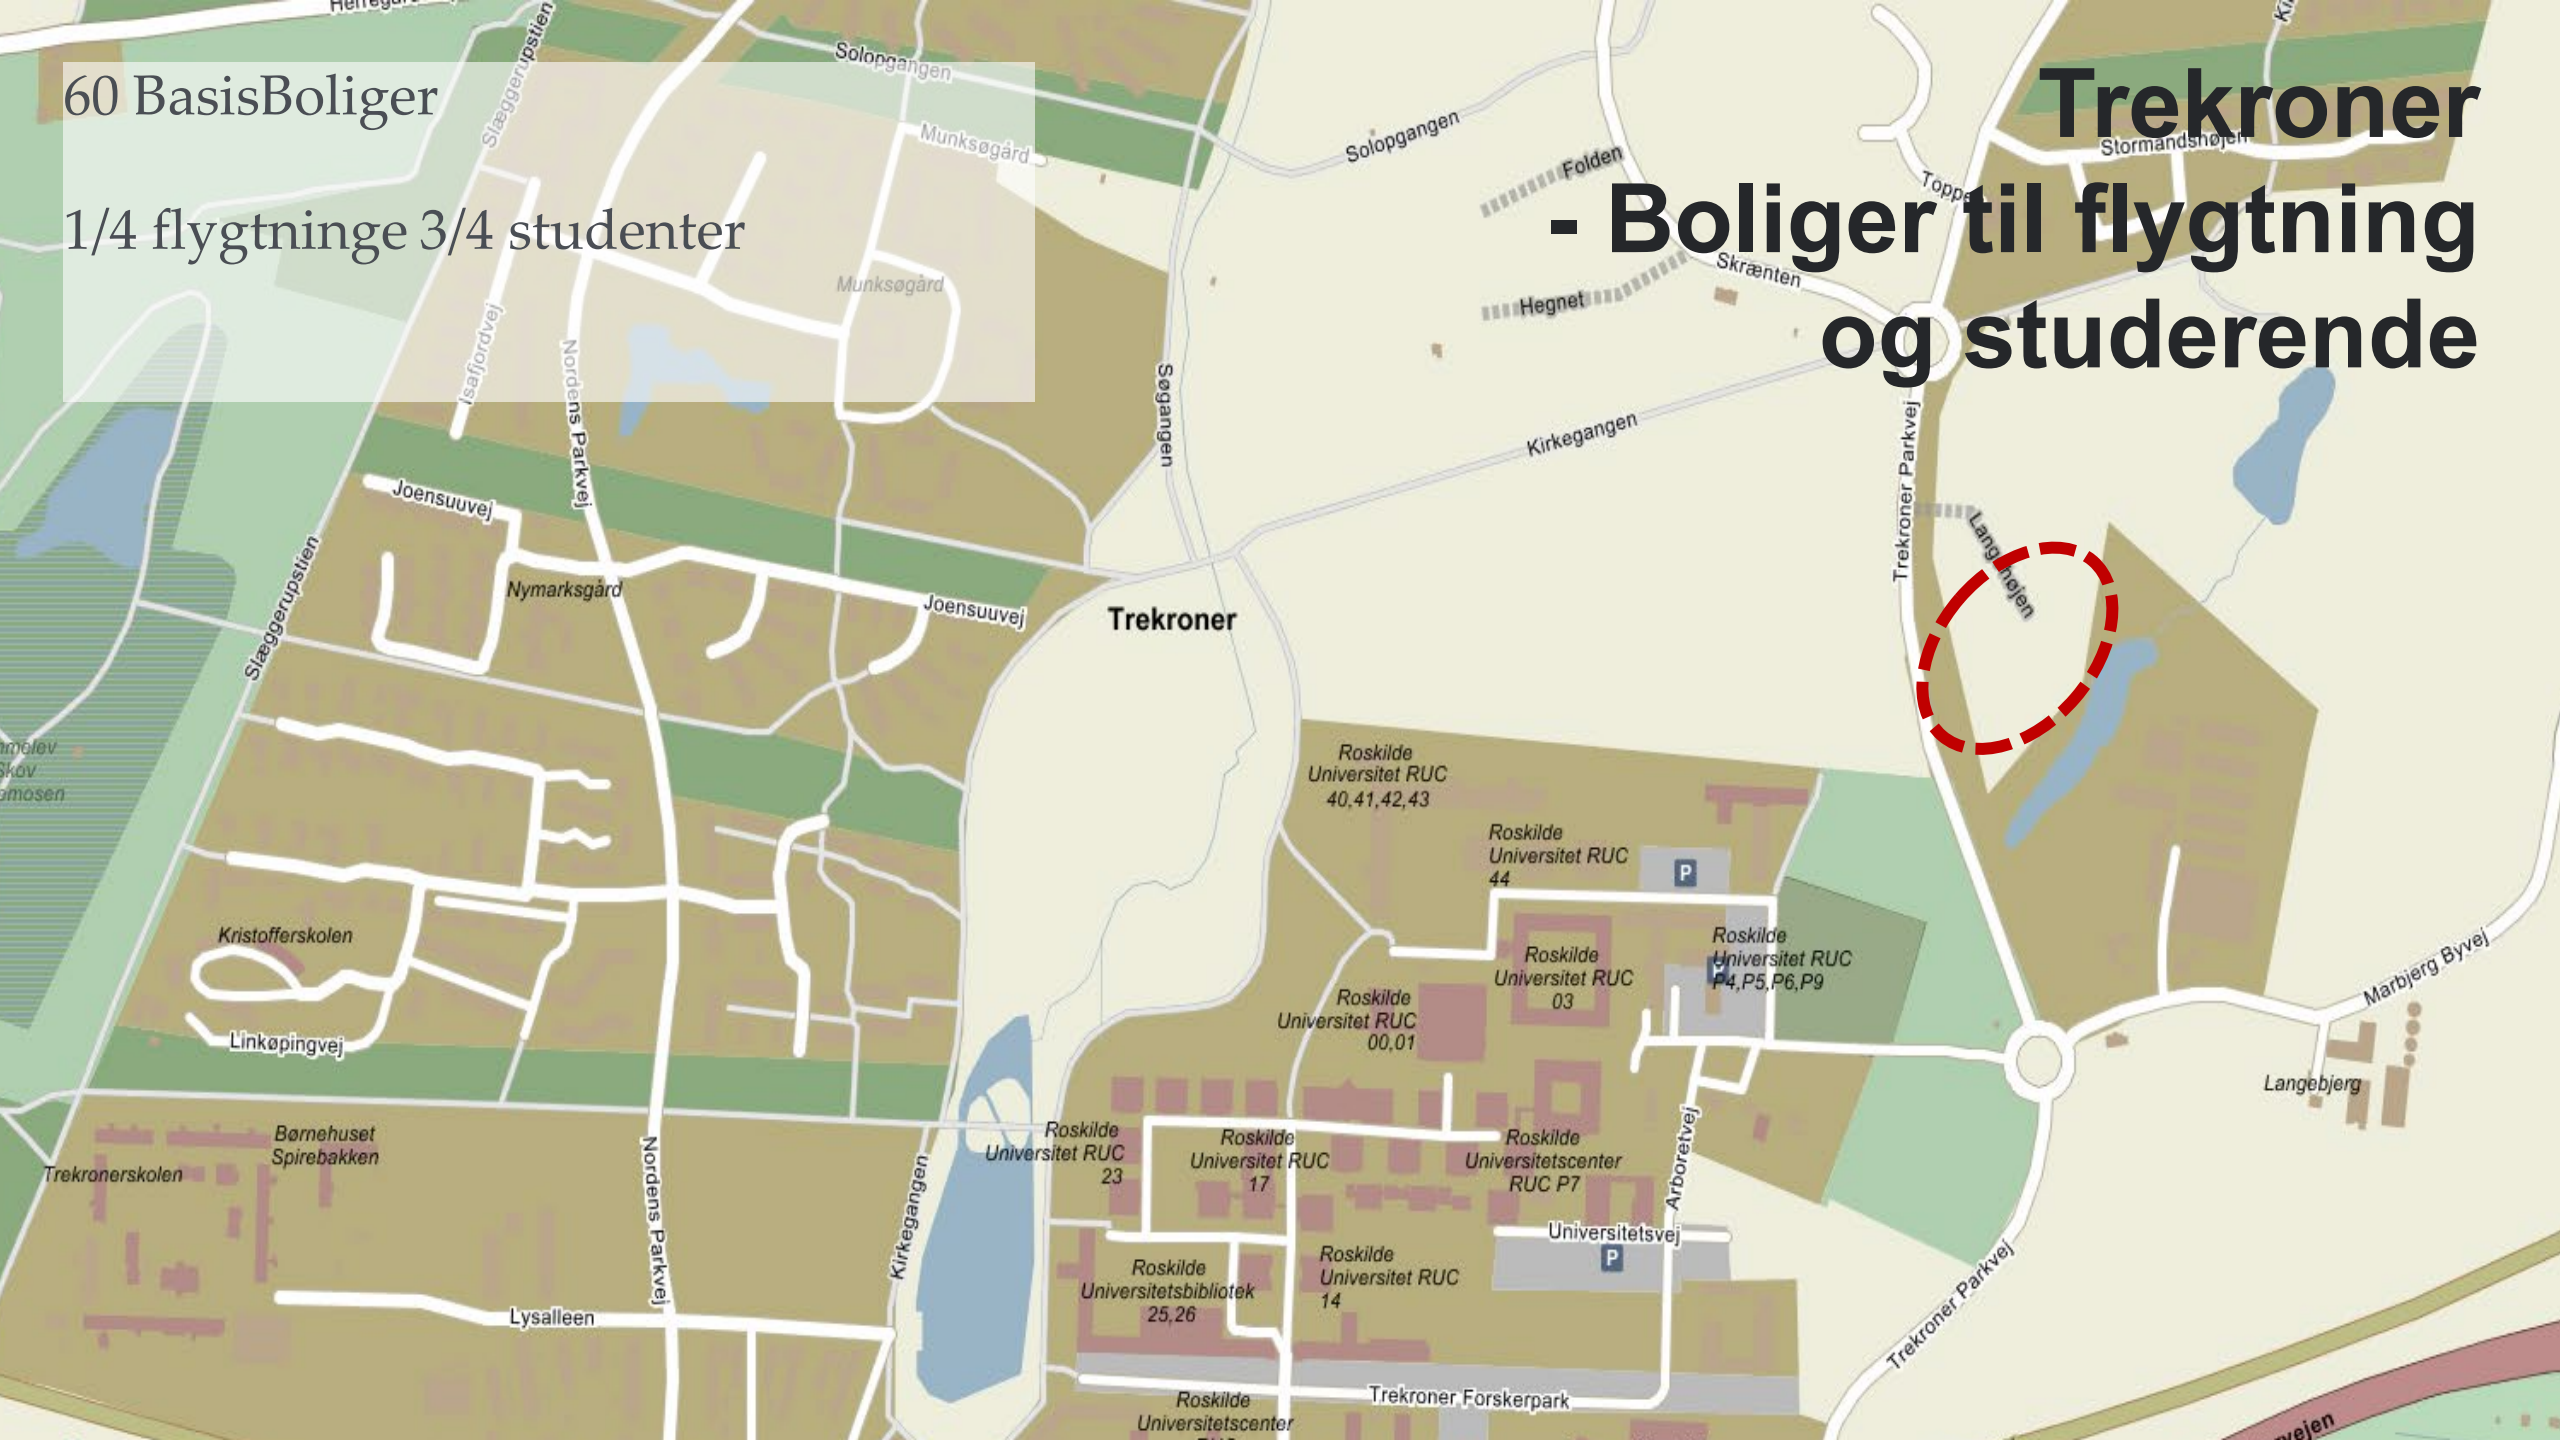 60 BasisBoliger
1/4 flygtninge 3/4 studenter
Trekroner
- Boliger til flygtning
og studerende
Slæggerupstien
Solopgangen
Munksøgård
Munksøgård
Isafjordvej
Nordens Parkvej
Solopgangen
Folden
Hegnet
Skrænten
Stormandshøjen
Søgangen
Kirkegangen
Trekroner Parkvej
Joensuuvej
Nymarksgård
Joensuuvej
Slæggerupstien
Trekroner
Skov
Roskilde
Universitet RUC
40,41,42,43
Roskilde
Universitet RUC
44
P
Kristofferskolen
Roskilde
Universitet RUC
03
Roskilde
Universitet RUC
P4,P5,P6,P9
P
Roskilde
Universitet RUC
00,01
Marbjerg Byvej
Linkøpingvej
Langebjerg
Børnehuset
Spirebakken
Trekronerskolen
Nordens Parkvej
Kirkegangen
Roskilde
Universitet RUC
23
Roskilde
Universitet RUC
17
Roskilde
Universitetscenter
RUC P7
Arboretvej
Universitetsvej
P
Roskilde
Universitetsbibliotek
25,26
Roskilde
Universitet RUC
14
Trekroner Parkvej
Lysalleen
Trekroner Forskerpark
Roskilde
Universitetscenter